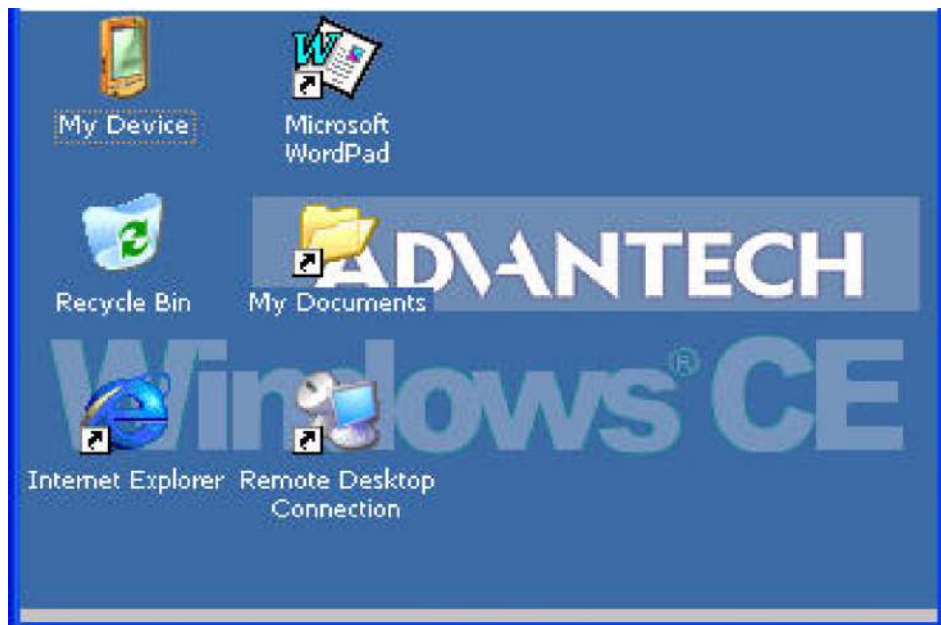 My Device
Microsoft
WordPad
Recycle Bin
My Documents
ADVANTECH
Windows® CE
Internet Explorer
Remote Desktop
Connection